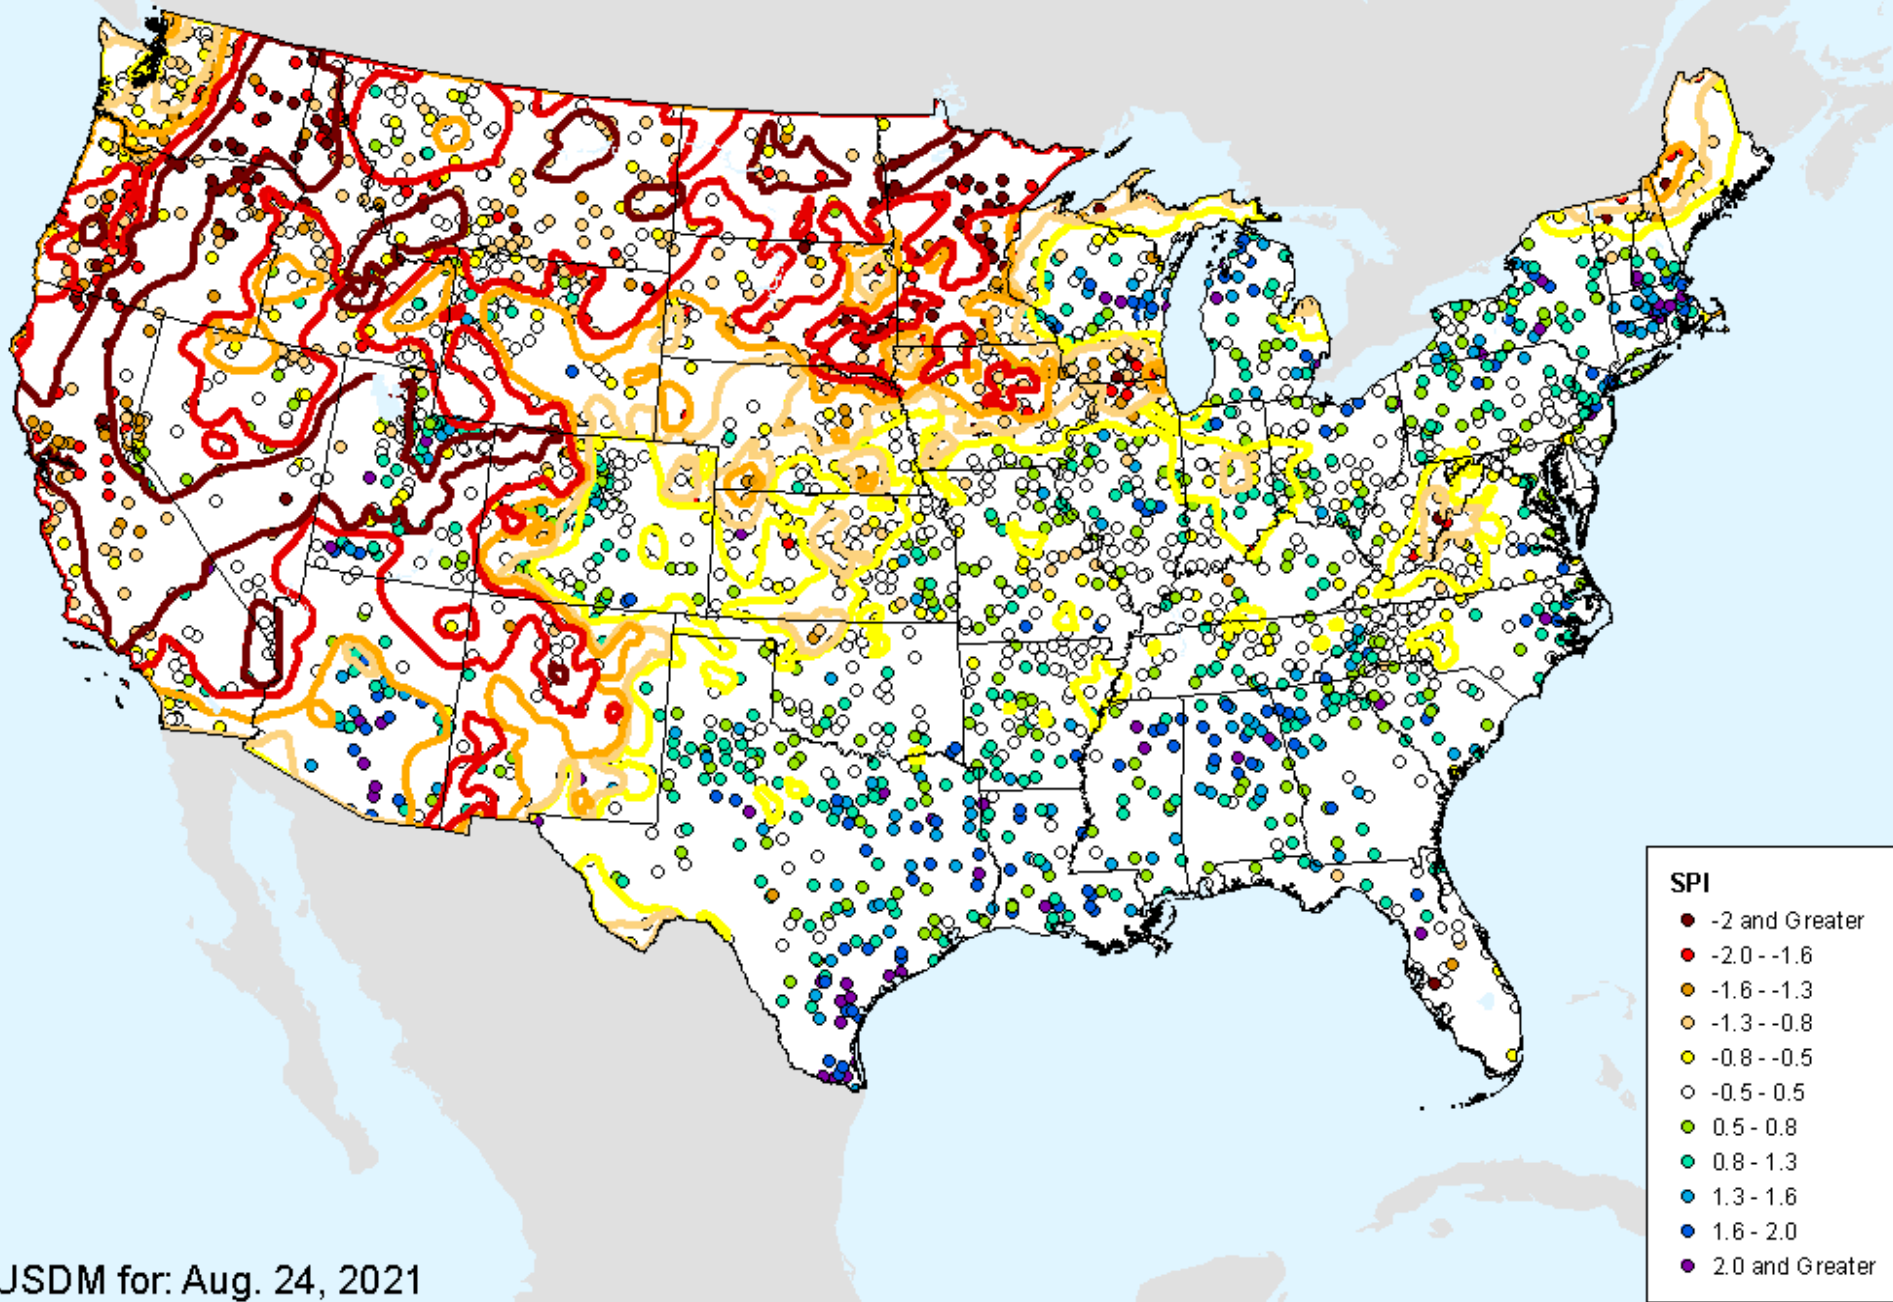 SPI
-2 and Greater
-2.0 - -1.6
-1.6 - -1.3
-1.3 - -0.8
-0.8 - -0.5
-0.5 - 0.5
0.5 - 0.8
0.8 - 1.3
1.3 - 1.6
1.6 - 2.0
2.0 and Greater
USDM for: Aug. 24, 2021